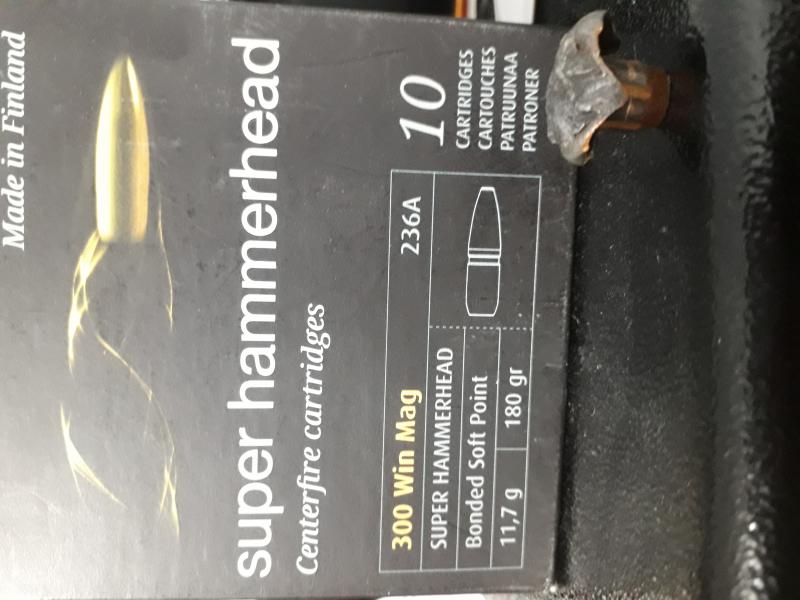 Made in Finland
super hammerhead
Centerfire cartridges
10
CARTRIDGES
CARTOUCHES
PATRUUNAA
PATRONER
300 Win Mag 236A
SUPER HAMMERHEAD
Bonded Soft Point
11,7 g 180 gr